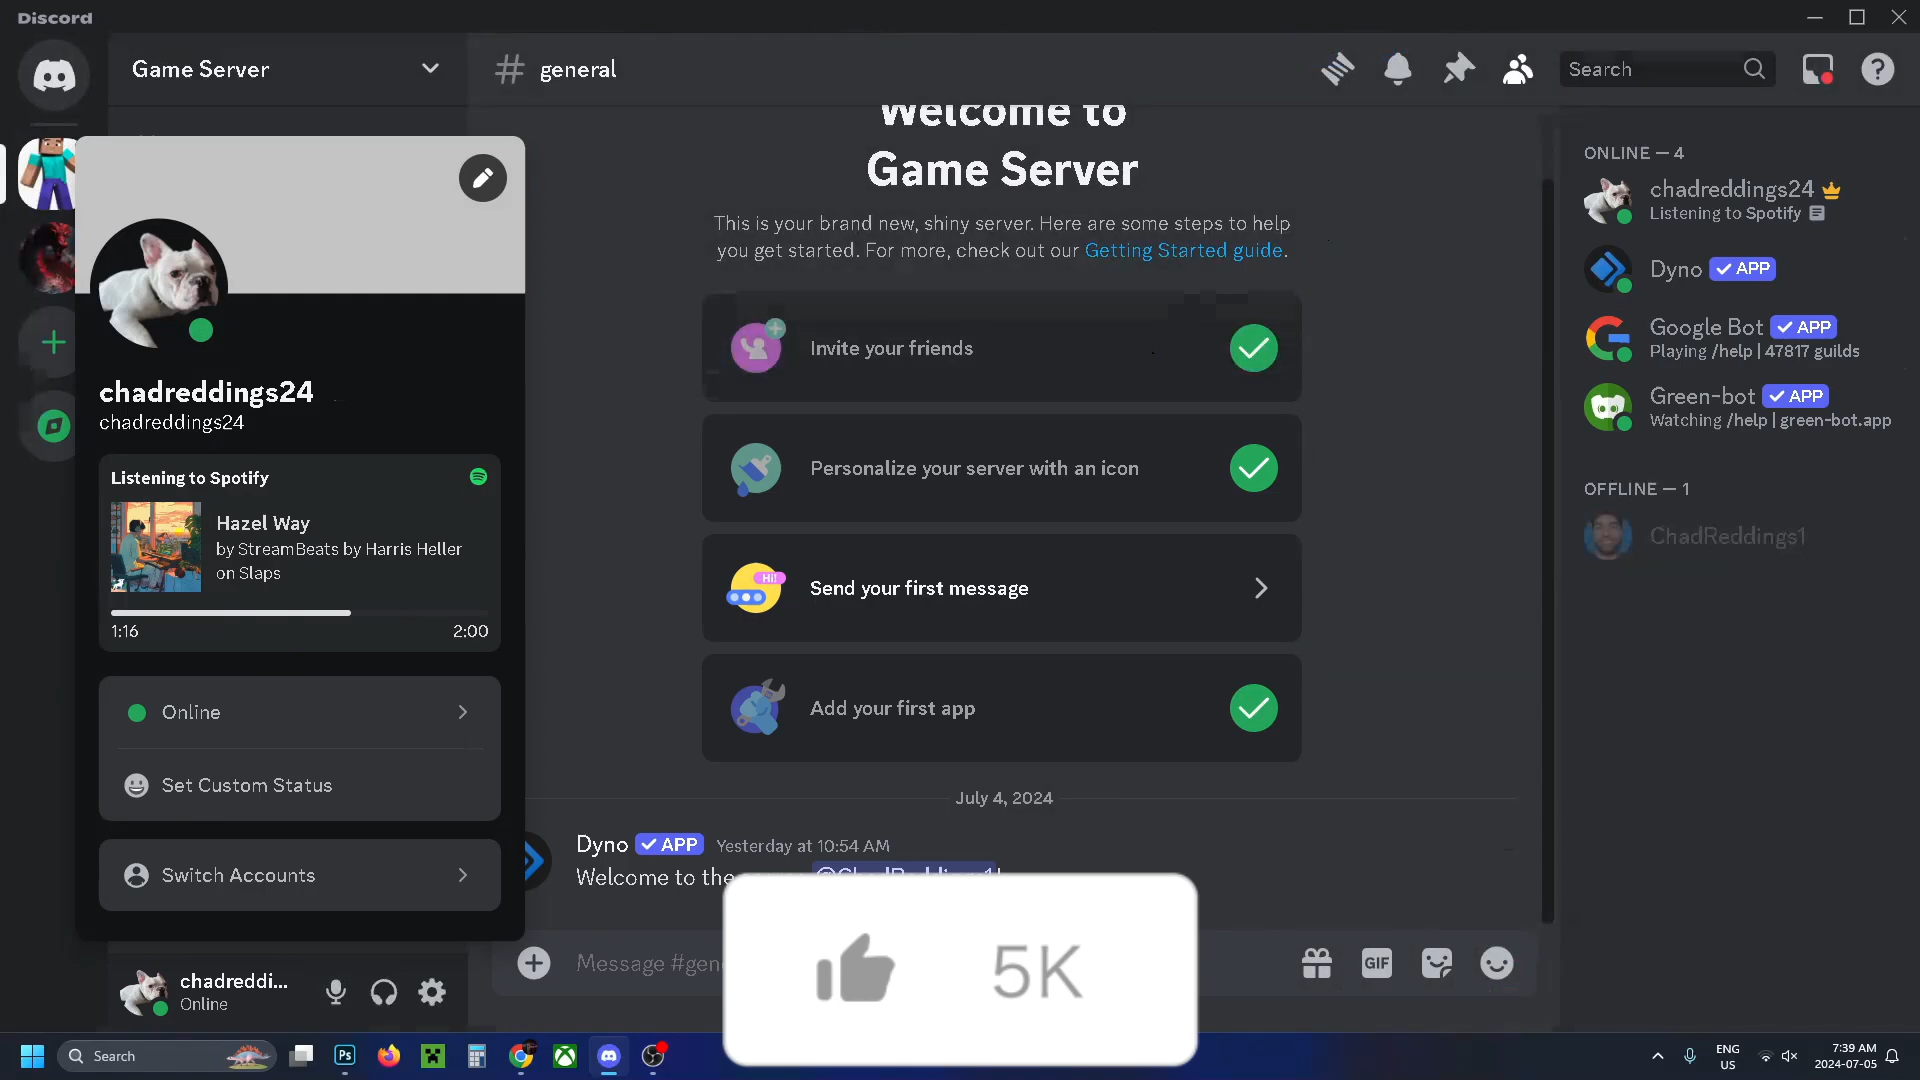 Discord
Game Server
general
Search
chadreddings24
chadreddings24
Listening to Spotify
Hazel Way
by StreamBeats by Harris Heller
on Slaps
1:16
2:00
Online
Set Custom Status
Switch Accounts
chadreddi...
Online
Welcome to
Game Server
This is your brand new, shiny server. Here are some steps to help
you get started. For more, check out our Getting Started guide.
Invite your friends
Personalize your server with an icon
Hi!
Send your first message
Add your first app
July 4, 2024
Dyno APP Yesterday at 10:54 AM
Welcome to the @ChadReddings1!
Message #gen
GIF
5K
ONLINE — 4
chadreddings24
Listening to Spotify
Dyno APP
Google Bot APP
Playing /help | 47817 guilds
Green-bot APP
Watching /help | green-bot.app
OFFLINE — 1
ChadReddings1
Search
Ps
ENG
US
7:39 AM
2024-07-05